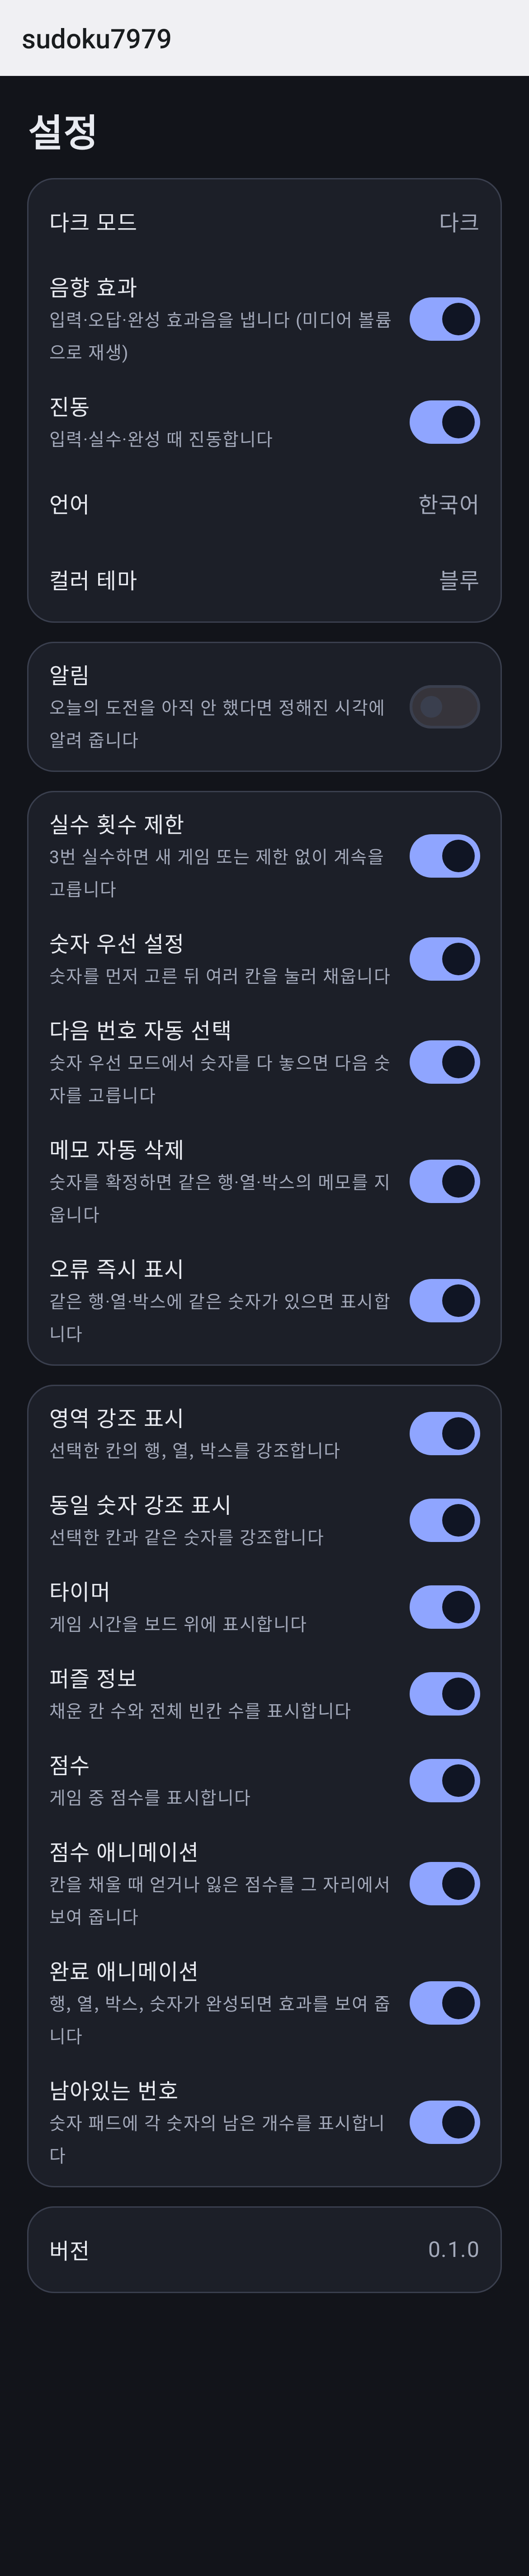 sudoku7979
설정
다크 모드
다크
음향 효과
입력·오답·완성 효과음을 냅니다 (미디어 볼륨
으로 재생)
진동
입력·실수·완성 때 진동합니다
언어
한국어
컬러 테마
블루
알림
오늘의 도전을 아직 안 했다면 정해진 시각에
알려 줍니다
실수 횟수 제한
3번 실수하면 새 게임 또는 제한 없이 계속을
고릅니다
숫자 우선 설정
숫자를 먼저 고른 뒤 여러 칸을 눌러 채웁니다
다음 번호 자동 선택
숫자 우선 모드에서 숫자를 다 놓으면 다음 숫
자를 고릅니다
메모 자동 삭제
숫자를 확정하면 같은 행·열·박스의 메모를 지
웁니다
오류 즉시 표시
같은 행·열·박스에 같은 숫자가 있으면 표시합
니다
영역 강조 표시
선택한 칸의 행, 열, 박스를 강조합니다
동일 숫자 강조 표시
선택한 칸과 같은 숫자를 강조합니다
타이머
게임 시간을 보드 위에 표시합니다
퍼즐 정보
채운 칸 수와 전체 빈칸 수를 표시합니다
점수
게임 중 점수를 표시합니다
점수 애니메이션
칸을 채울 때 얻거나 잃은 점수를 그 자리에서
보여 줍니다
완료 애니메이션
행, 열, 박스, 숫자가 완성되면 효과를 보여 줍
니다
남아있는 번호
숫자 패드에 각 숫자의 남은 개수를 표시합니
다
버전
0.1.0